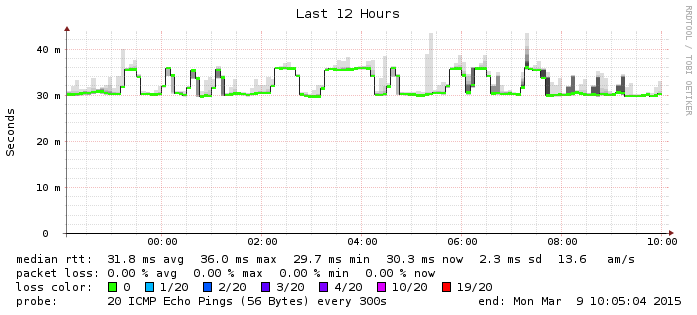 Last 12 Hours
RRDTOOL / TOBI OETIKER
Seconds
40 m
30 m
20 m
10 m
0
00:00 02:00 04:00 06:00 08:00 10:00
median rtt: 31.8 ms avg 36.0 ms max 29.7 ms min 30.3 ms now 2.3 ms sd 13.6 am/s
packet loss: 0.00 % avg 0.00 % max 0.00 % min 0.00 % now
loss color: 0 1/20 2/20 3/20 4/20 10/20 19/20
probe: 20 ICMP Echo Pings (56 Bytes) every 300s end: Mon Mar 9 10:05:04 2015